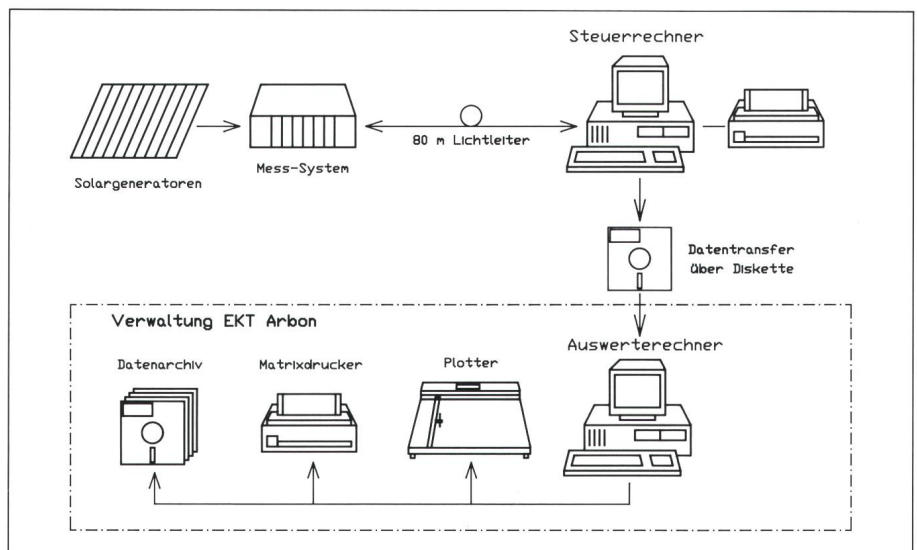 Steuerrechner
80 m Lichtleiter
Mess-System
Solargeneratoren
Datentransfer
über Diskette
Verwaltung EKT Arbon
Auswerterechner
Datenarchiv
Matrixdrucker
Plotter